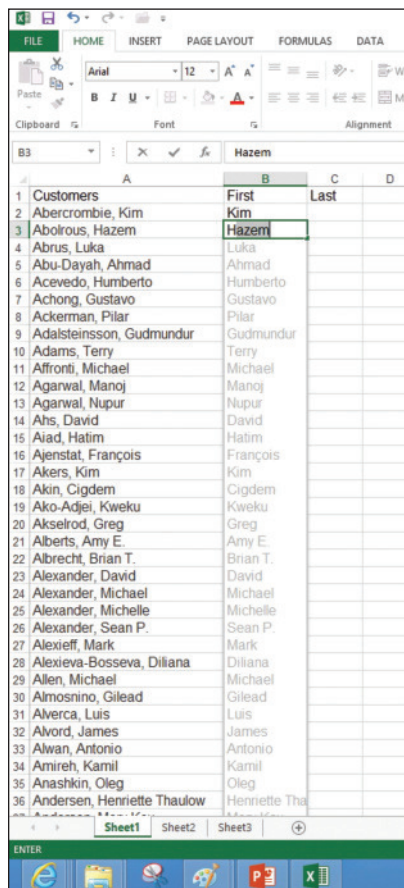 FILE HOME INSERT PAGE LAYOUT FORMULAS DATA
Arial 12 A A
Paste B I U A
Clipboard Font Alignment
B3 fx Hazem
A B C D
1 Customers First Last
2 Abercrombie, Kim Kim
3 Abolrous, Hazem Hazem
4 Abrus, Luka Luka
5 Abu-Dayah, Ahmad Ahmad
6 Acevedo, Humberto Humberto
7 Achong, Gustavo Gustavo
8 Ackerman, Pilar Pilar
9 Adalsteinsson, Gudmundur Gudmundur
10 Adams, Terry Terry
11 Affronti, Michael Michael
12 Agarwal, Manoj Manoj
13 Agarwal, Nupur Nupur
14 Ahs, David David
15 Aiad, Hatim Hatim
16 Ajenstat, François François
17 Akers, Kim Kim
18 Akin, Cigdem Cigdem
19 Ako-Adjei, Kweku Kweku
20 Akselrod, Greg Greg
21 Alberts, Amy E. Amy E.
22 Albrecht, Brian T. Brian T.
23 Alexander, David David
24 Alexander, Michael Michael
25 Alexander, Michelle Michelle
26 Alexander, Sean P. Sean P.
27 Alexieff, Mark Mark
28 Alexieva-Bosseva, Diliana Diliana
29 Allen, Michael Michael
30 Almosnino, Gilead Gilead
31 Alverca, Luis Luis
32 Alvord, James James
33 Alwan, Antonio Antonio
34 Amireh, Kamil Kamil
35 Anashkin, Oleg Oleg
36 Andersen, Henriette Thaulow Henriette Tha
Sheet1 Sheet2 Sheet3
ENTER